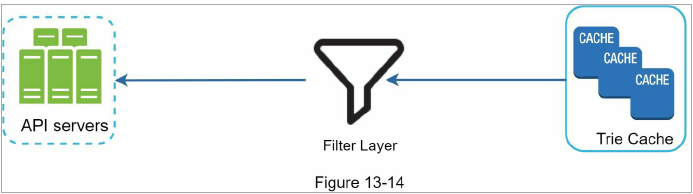 CACHE
CACHE
CACHE
API servers
Filter Layer
Trie Cache
Figure 13-14